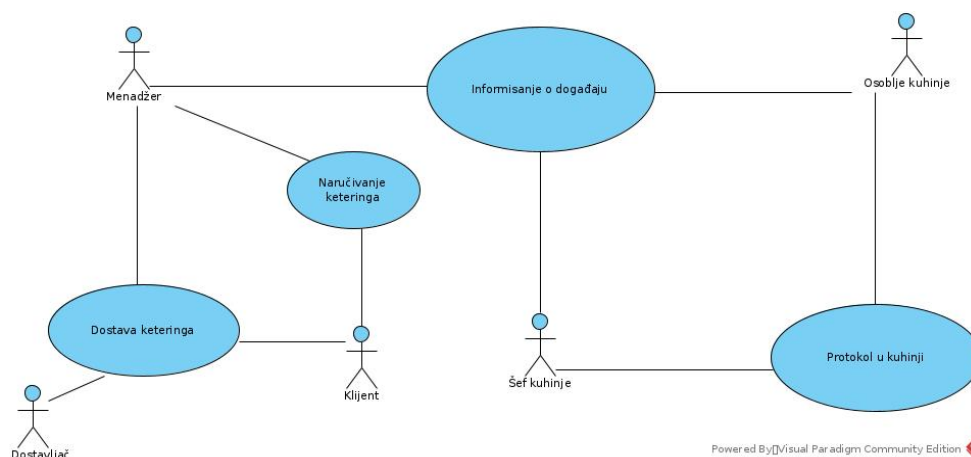 Menadžer
Informisanje o događaju
Osoblje kuhinje
Naručivanje
keteringa
Dostava keteringa
Klijent
Šef kuhinje
Protokol u kuhinji
Dostavljač
Powered By▯Visual Paradigm Community Edition